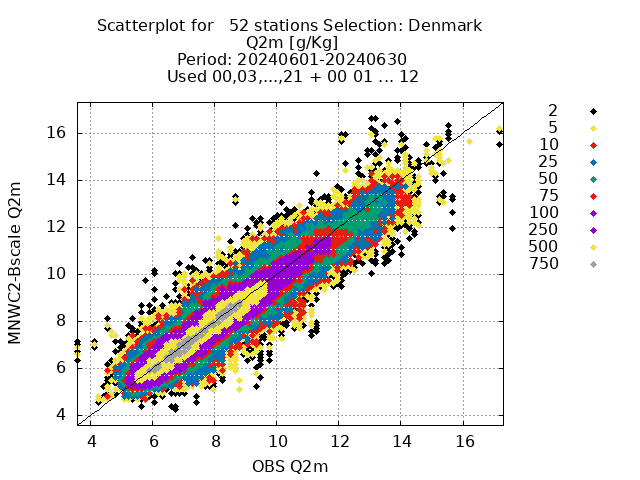 Scatterplot for   52 stations Selection: Denmark
Q2m [g/Kg]
Period: 20240601-20240630
Used 00,03,...,21 + 00 01 ... 12
2
5
10
25
50
75
100
250
500
750
MNWC2-Bscale Q2m
16
14
12
10
8
6
4
4 6 8 10 12 14 16
OBS Q2m